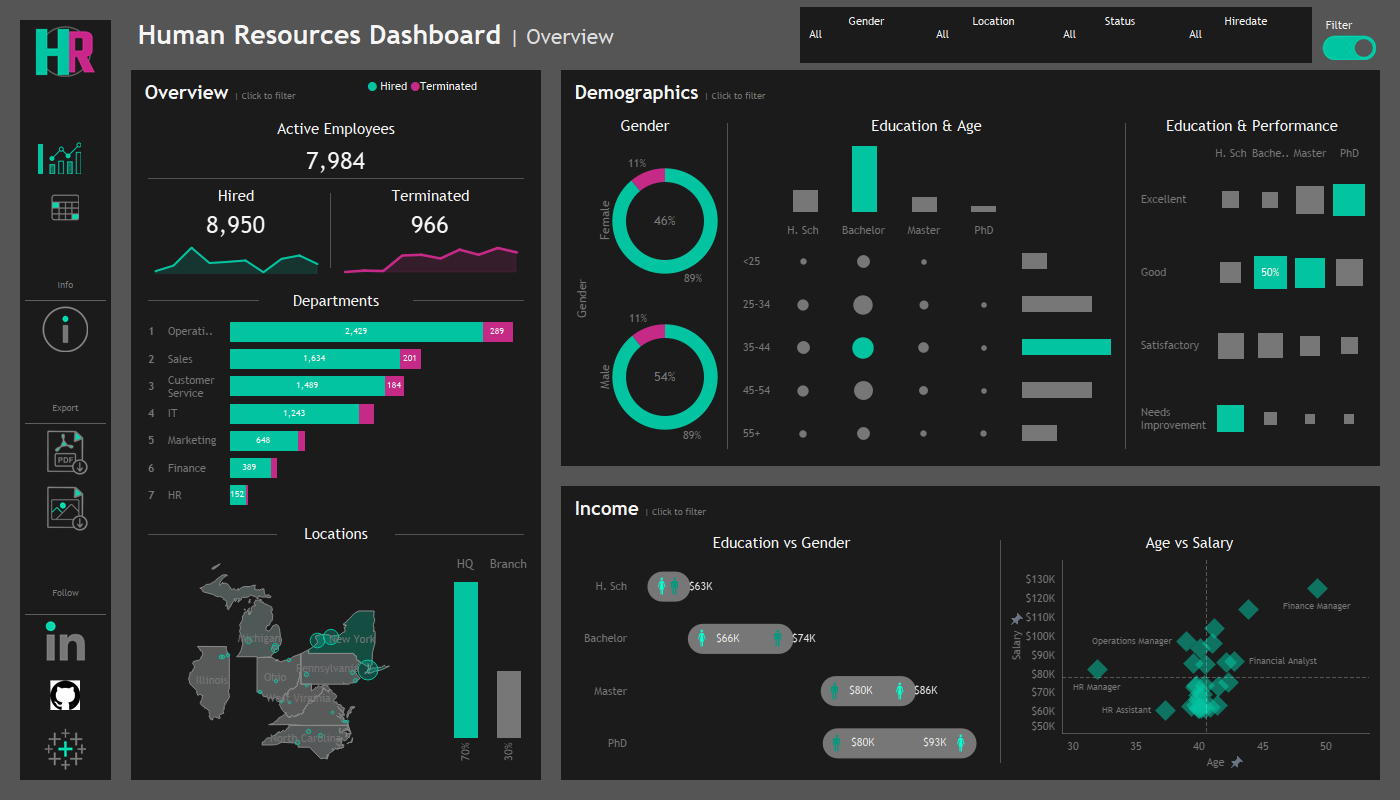 HR
Human Resources Dashboard | Overview
Gender Location Status Hiredate
All All All All
Filter
Info
Export
PDF
Follow
in
Overview | Click to filter
Hired Terminated
Active Employees
7,984
Hired Terminated
8,950 966
Departments
1 Operati.. 2,429 289
2 Sales 1,634 201
3 Customer Service 1,489 184
4 IT 1,243
5 Marketing 648
6 Finance 389
7 HR 152
Locations
HQ Branch
Michigan
New York
Pennsylvania
Illinois
Ohio
West Virginia
North Carolina
70% 30%
Demographics | Click to filter
Gender
Gender
Female
11%
46%
89%
Male
11%
54%
89%
Education & Age
H. Sch Bachelor Master PhD
<25
25-34
35-44
45-54
55+
Education & Performance
H. Sch Bache.. Master PhD
Excellent
Good 50%
Satisfactory
Needs
Improvement
Income | Click to filter
Education vs Gender
H. Sch $63K
Bachelor $66K $74K
Master $80K $86K
PhD $80K $93K
Age vs Salary
Salary
$130K
$120K
$110K
$100K
$90K
$80K
$70K
$60K
$50K
Finance Manager
Operations Manager
Financial Analyst
HR Manager
HR Assistant
30 35 40 45 50
Age